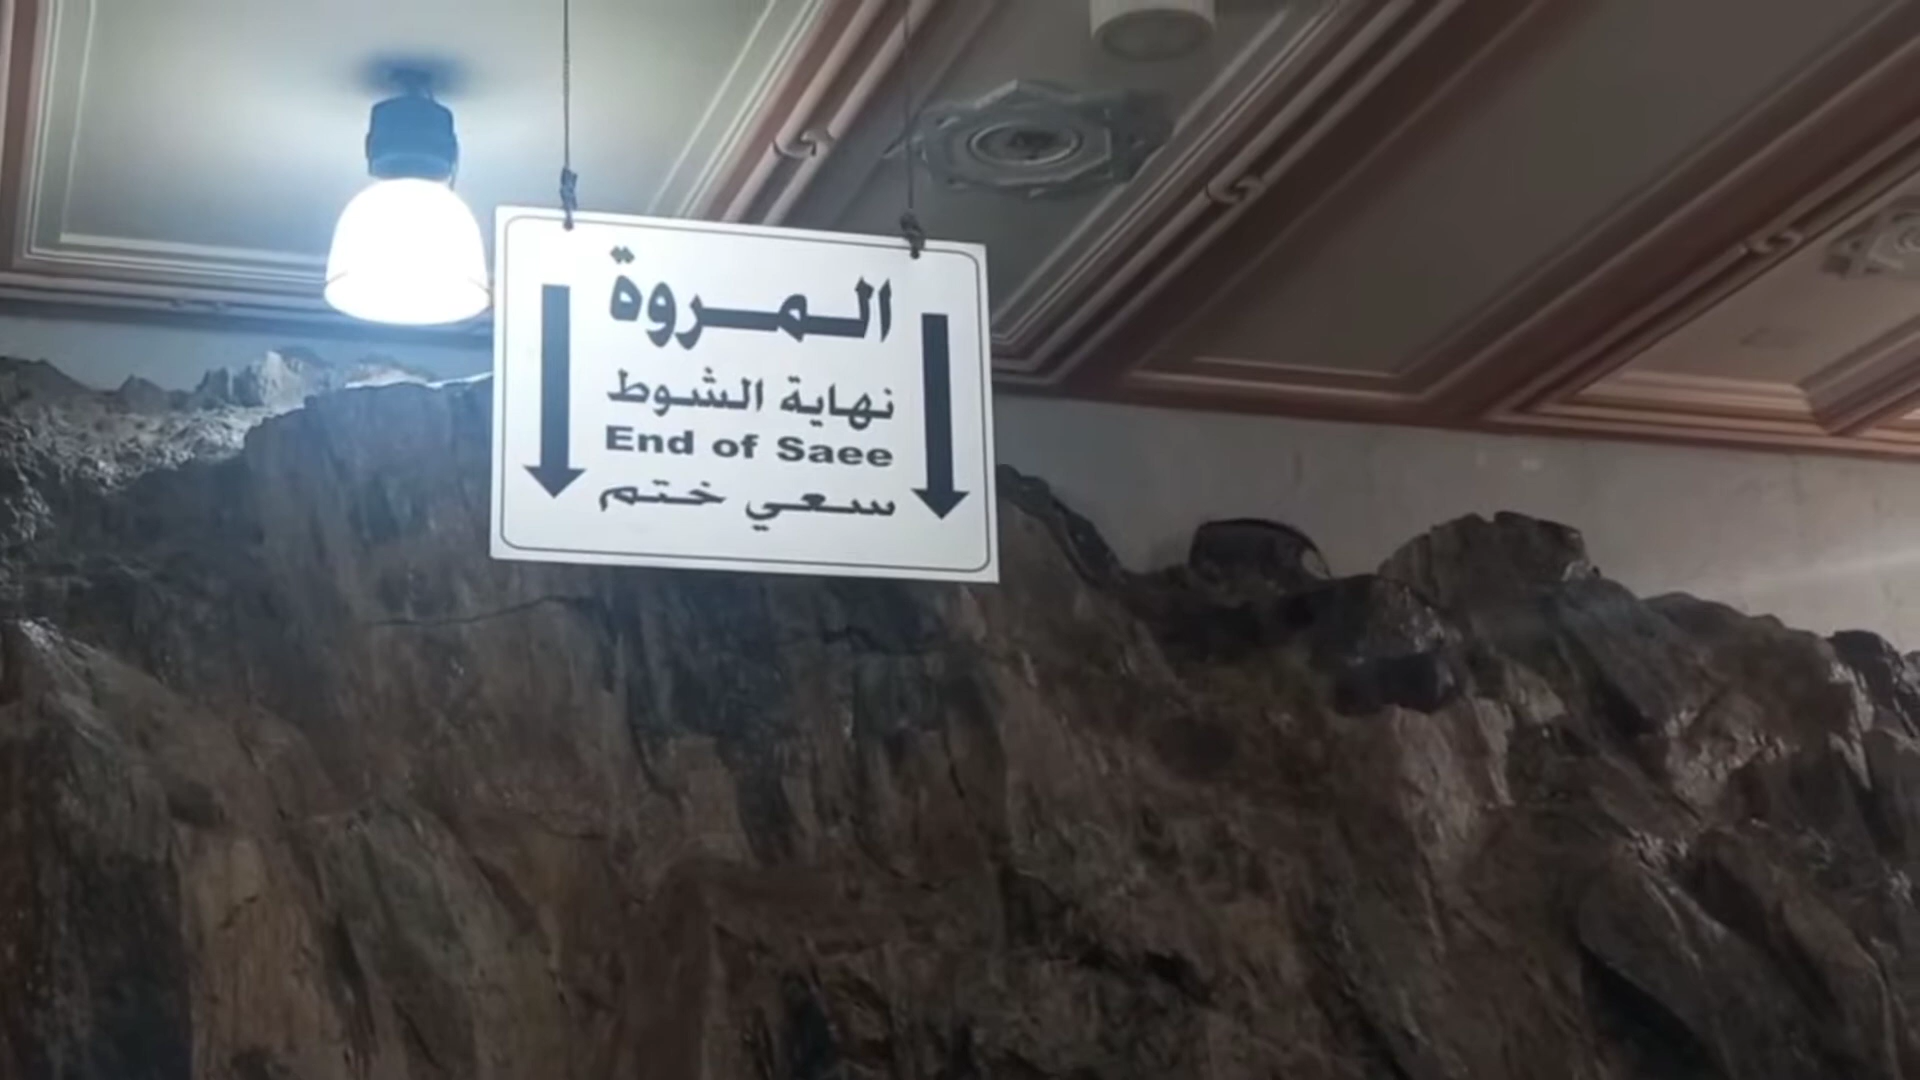 المروة
نهاية الشوط
End of Saee
سعي ختم